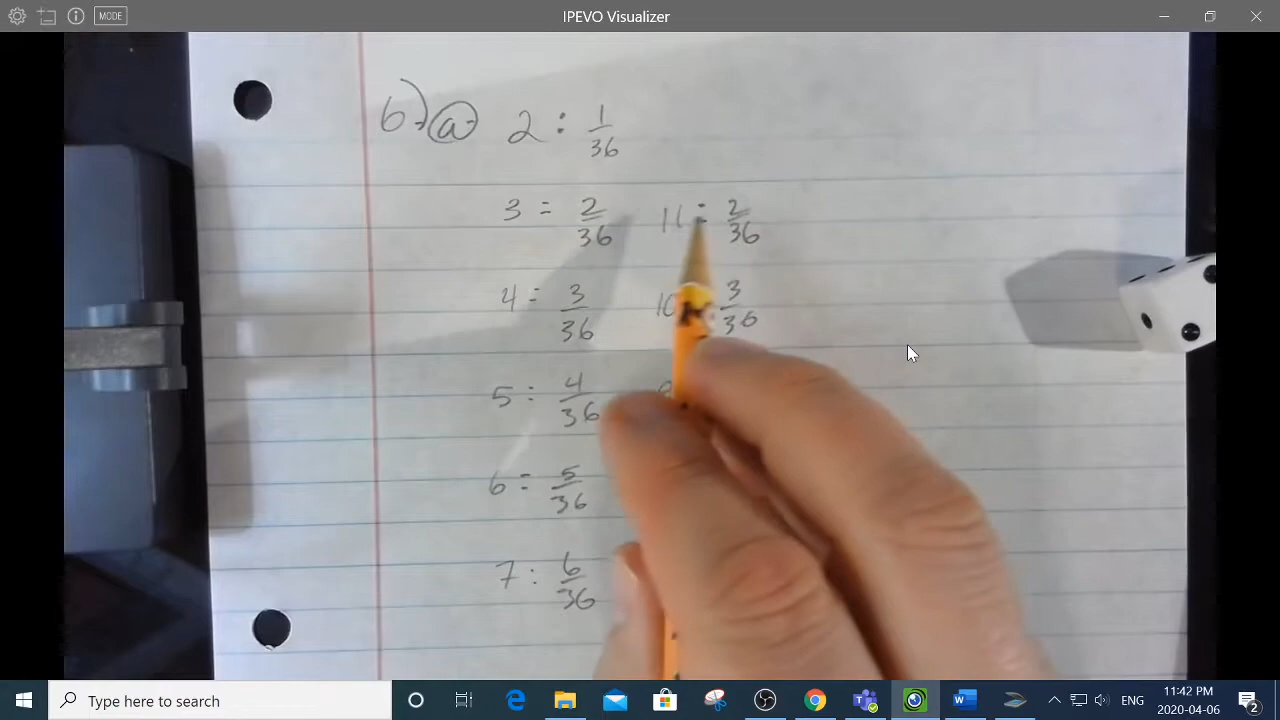 IPEVO Visualizer
MODE
6) a. 2 : 1/36
3 : 2/36 11 : 2/36
4 : 3/36 10 3/36
5 : 4/36
6 : 5/36
7 : 6/36
Type here to search
ENG
11:42 PM
2020-04-06
2